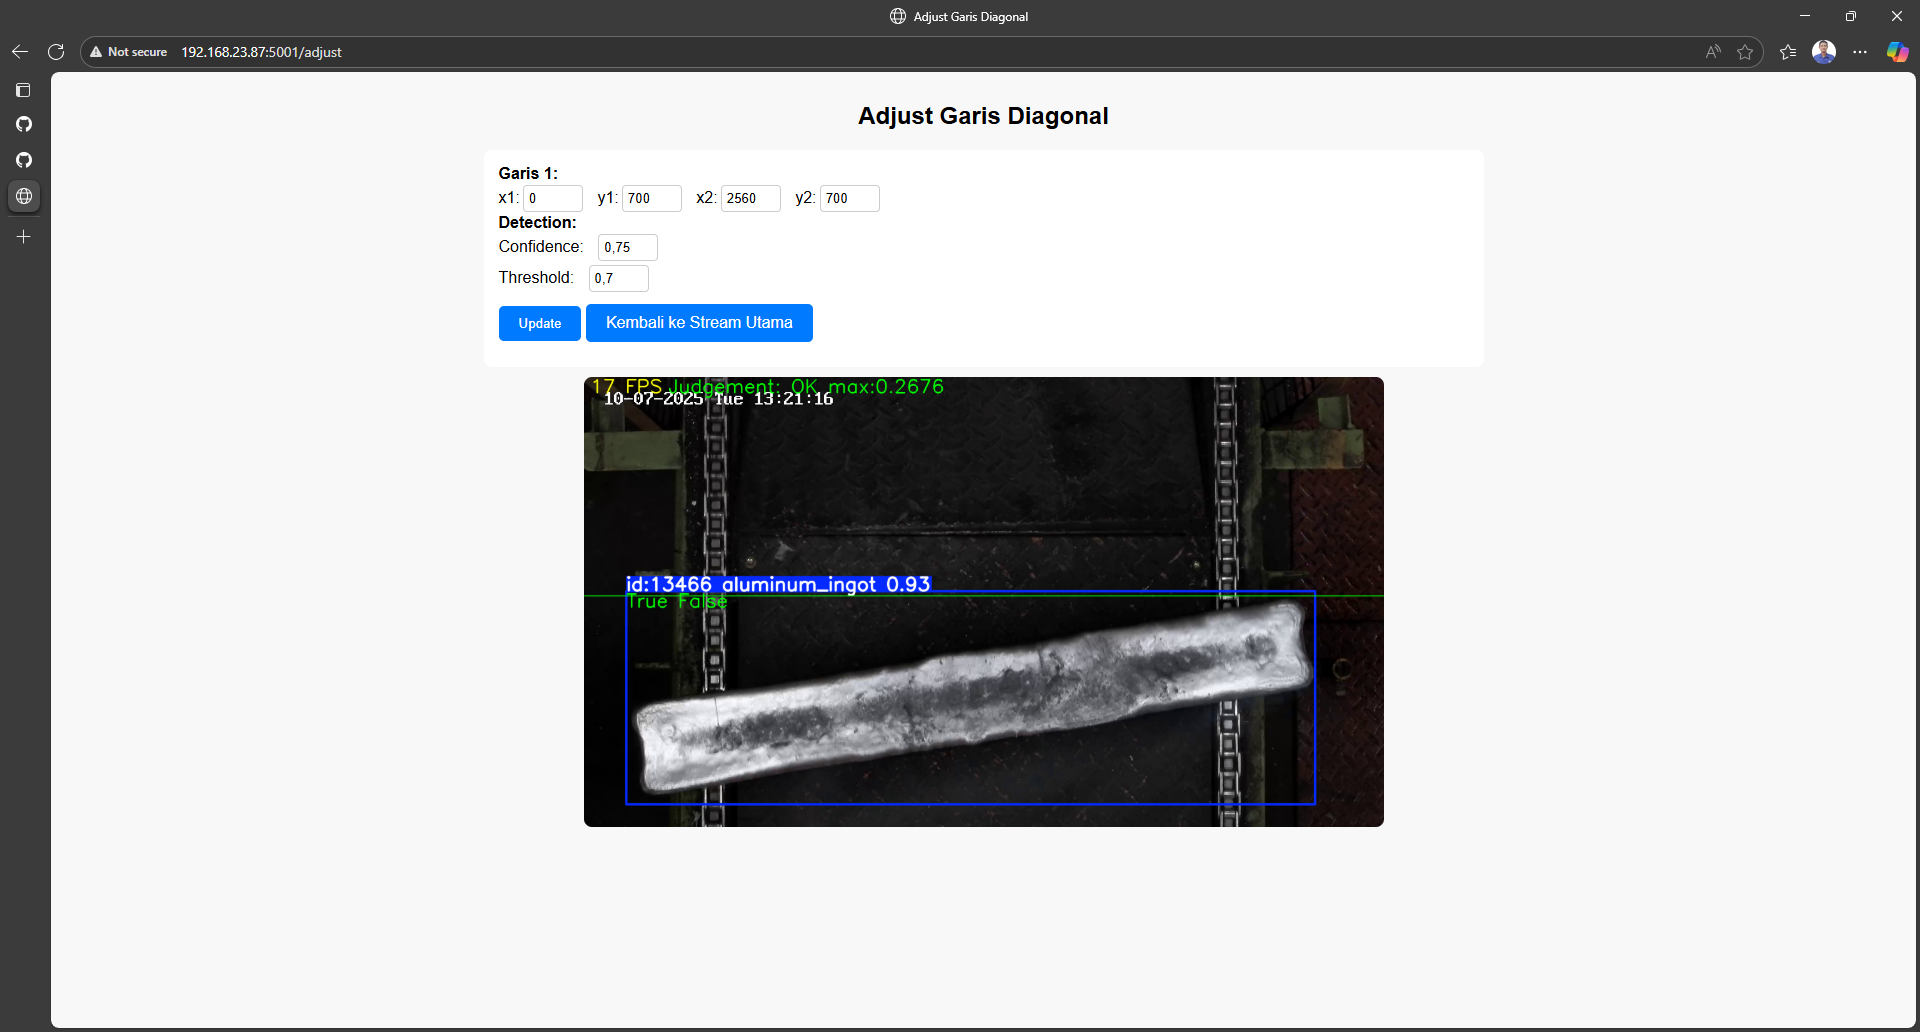 Adjust Garis Diagonal
Not secure 192.168.23.87:5001/adjust
Adjust Garis Diagonal
Garis 1:
x1: 0 y1: 700 x2: 2560 y2: 700
Detection:
Confidence: 0,75
Threshold: 0,7
Update Kembali ke Stream Utama
17 FPS Judgement: OK, max:0.2676
10-07-2025 Tue 13:21:16
id:13466 aluminum_ingot 0.93
True False